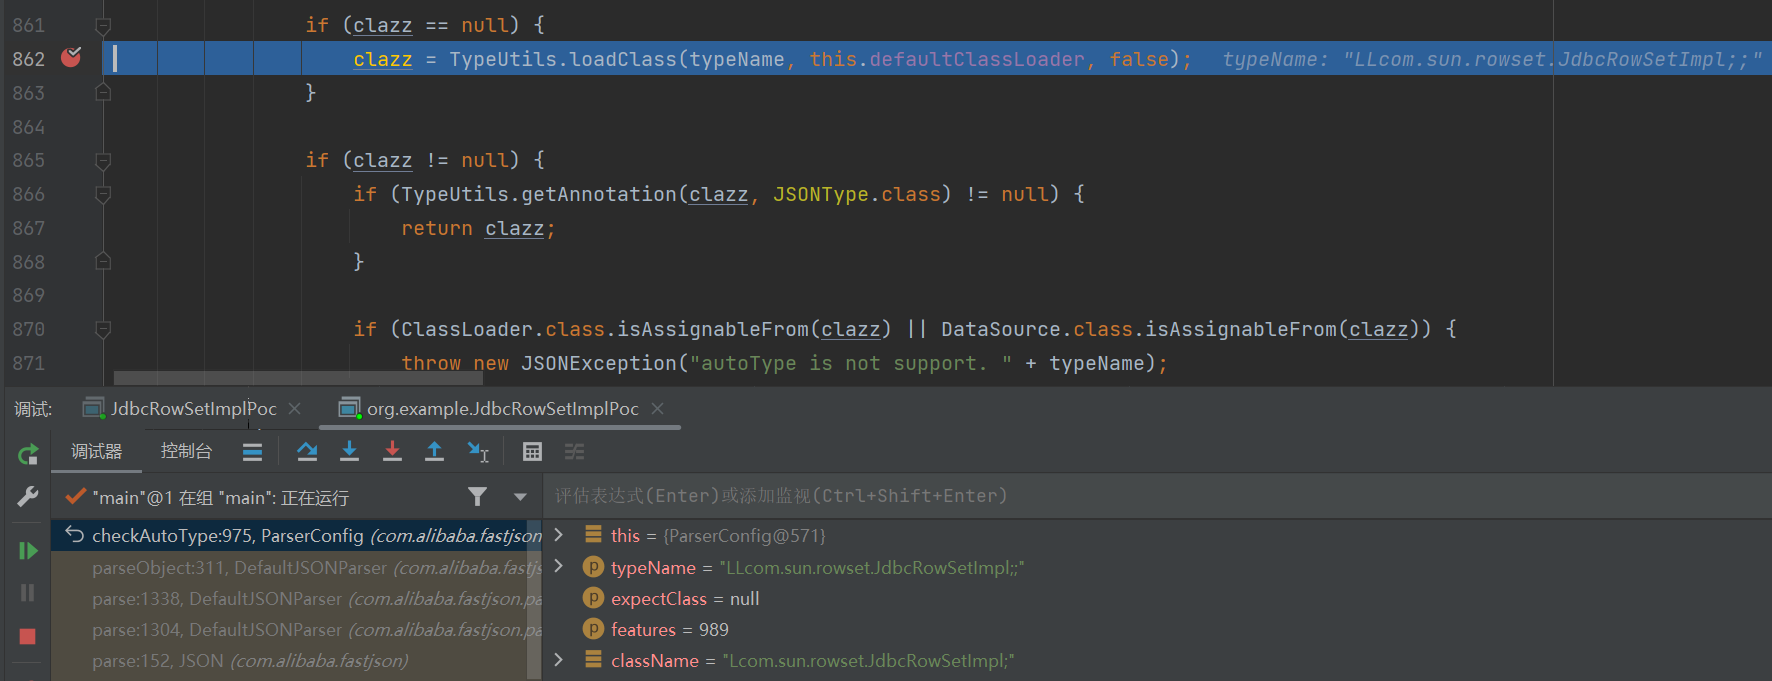 861 if (clazz == null) {
862 clazz = TypeUtils.loadClass(typeName, this.defaultClassLoader, false); typeName: "LLcom.sun.rowset.JdbcRowSetImpl;;"
863 }
864
865 if (clazz != null) {
866 if (TypeUtils.getAnnotation(clazz, JSONType.class) != null) {
867 return clazz;
868 }
869
870 if (ClassLoader.class.isAssignableFrom(clazz) || DataSource.class.isAssignableFrom(clazz)) {
871 throw new JSONException("autoType is not support. " + typeName);
调试: JdbcRowSetImplPoc org.example.JdbcRowSetImplPoc
调试器 控制台
"main"@1 在组 "main": 正在运行
评估表达式(Enter)或添加监视(Ctrl+Shift+Enter)
checkAutoType:975, ParserConfig (com.alibaba.fastjson
parseObject:311, DefaultJSONParser (com.alibaba.fastjs
parse:1338, DefaultJSONParser (com.alibaba.fastjson.pa
parse:1304, DefaultJSONParser (com.alibaba.fastjson.pa
parse:152, JSON (com.alibaba.fastjson)
this = {ParserConfig@571}
typeName = "LLcom.sun.rowset.JdbcRowSetImpl;;"
expectClass = null
features = 989
className = "Lcom.sun.rowset.JdbcRowSetImpl;"